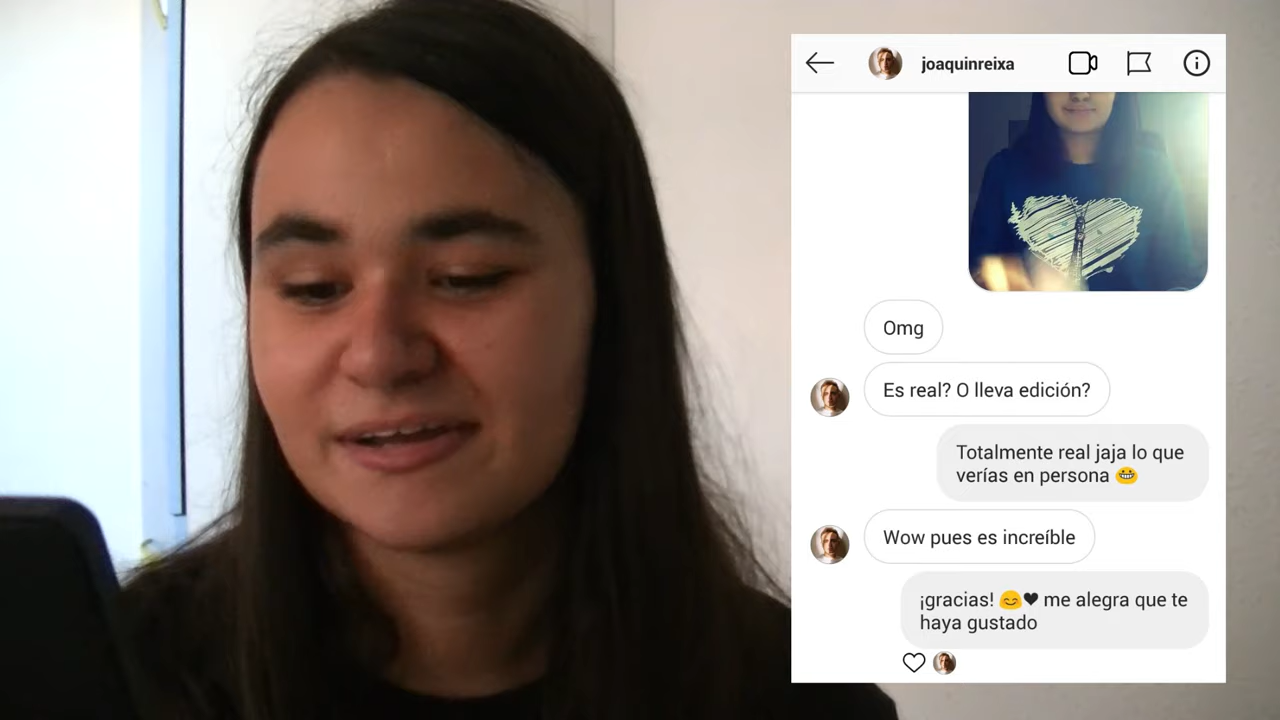 joaquinreixa
Omg
Es real? O lleva edición?
Totalmente real jaja lo que
verías en persona 😁
Wow pues es increíble
¡gracias! 😊🖤 me alegra que te
haya gustado